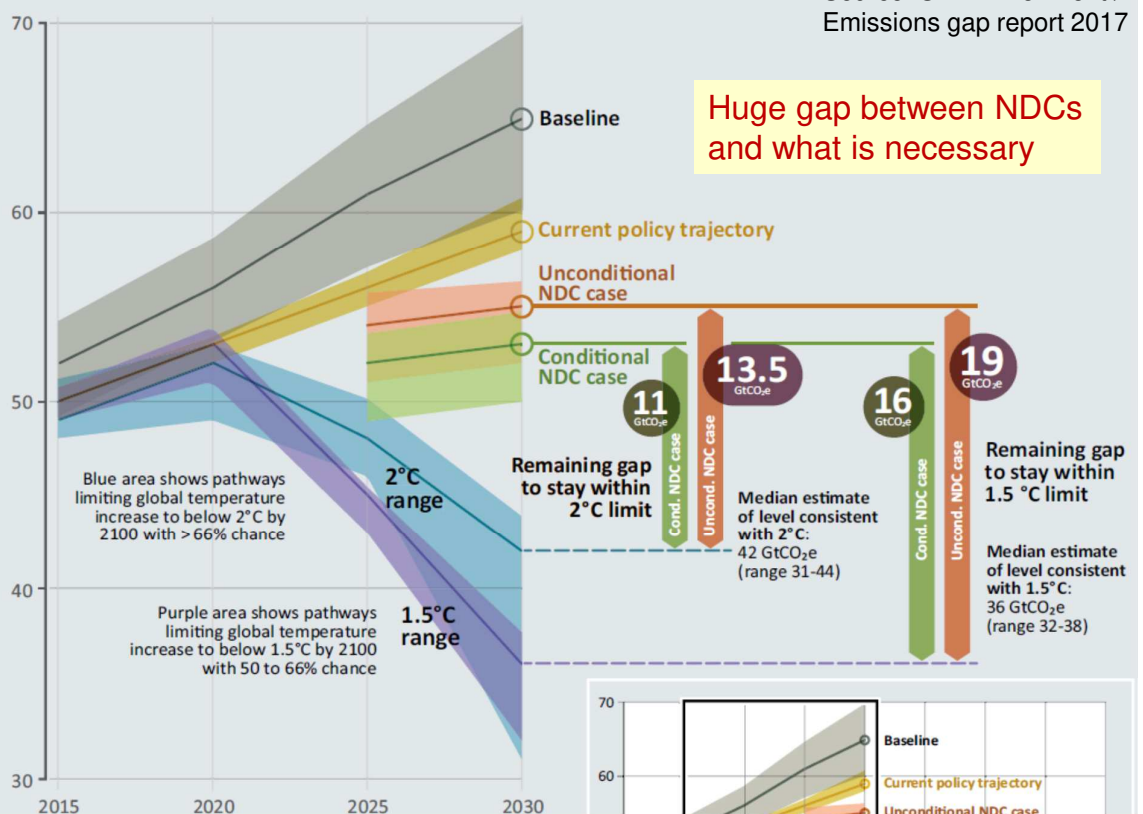 Emissions gap report 2017
Huge gap between NDCs
and what is necessary
70
60
50
40
30
2015
2020
2025
2030
Baseline
Current policy trajectory
Unconditional
NDC case
Conditional
NDC case
2°C
range
1.5°C
range
Blue area shows pathways
limiting global temperature
increase to below 2°C by
2100 with >66% chance
Purple area shows pathways
limiting global temperature
increase to below 1.5°C by 2100
with 50 to 66% chance
Remaining gap
to stay within
2°C limit
11
GtCO₂e
Cond. NDC case
13.5
GtCO₂e
Uncond. NDC case
Median estimate
of level consistent
with 2°C:
42 GtCO₂e
(range 31-44)
16
GtCO₂e
Cond. NDC case
19
GtCO₂e
Uncond. NDC case
Remaining gap
to stay within
1.5 °C limit
Median estimate
of level consistent
with 1.5°C:
36 GtCO₂e
(range 32-38)
70
60
Baseline
Current policy trajectory
Unconditional NDC case